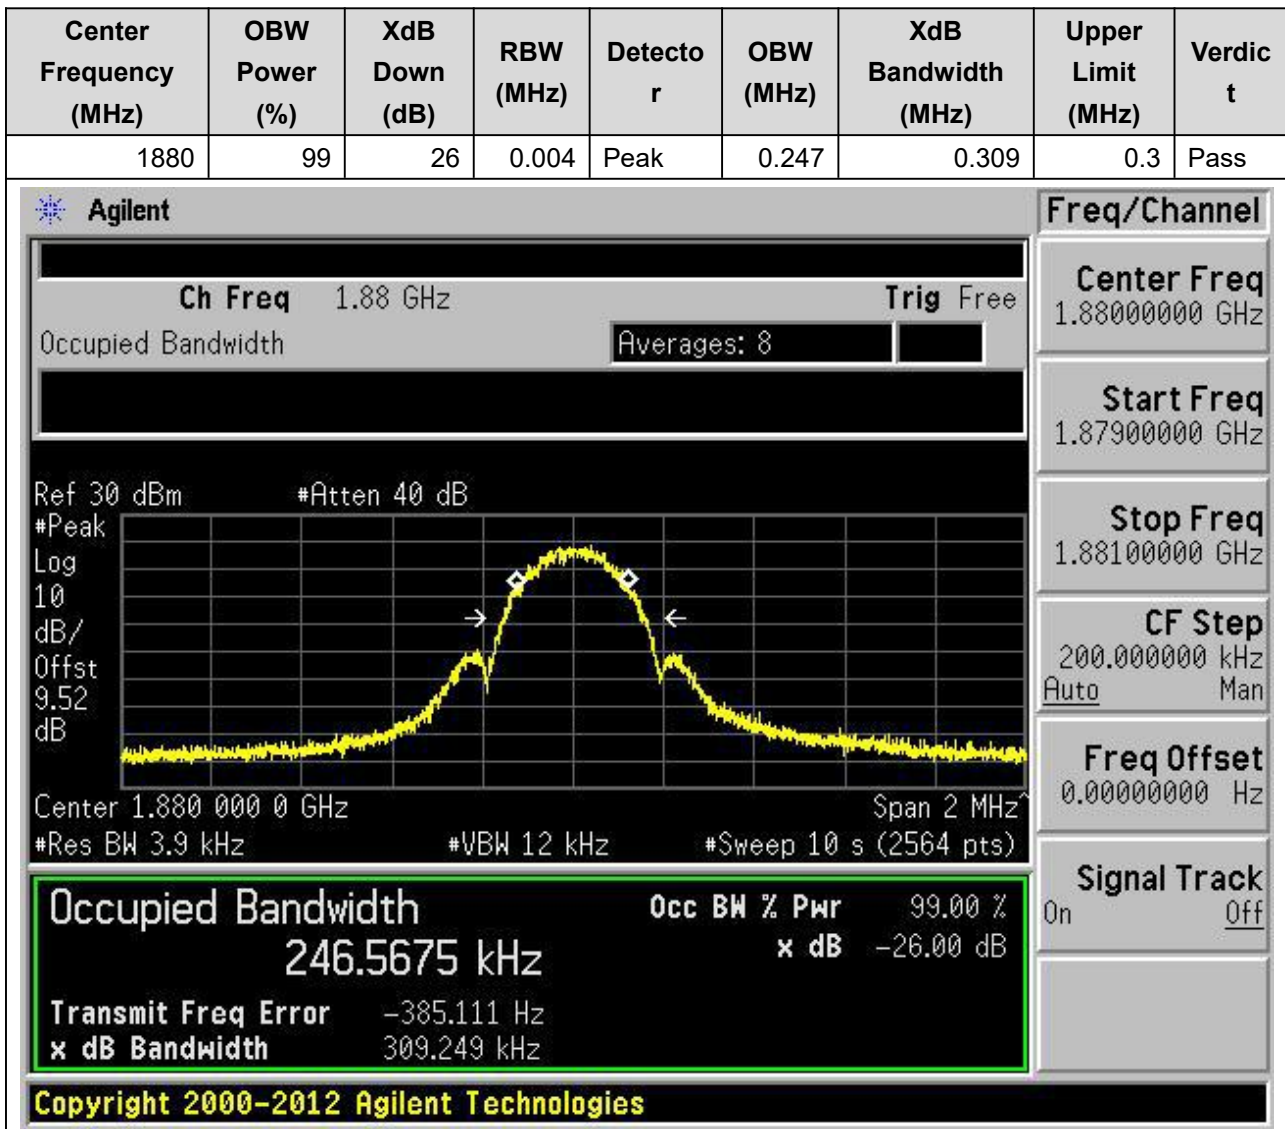 Center Frequency (MHz) OBW Power (%) XdB Down (dB) RBW (MHz) Detecto r OBW (MHz) XdB Bandwidth (MHz) Upper Limit (MHz) Verdic t
1880 99 26 0.004 Peak 0.247 0.309 0.3 Pass
Agilent
Freq/Channel
Ch Freq 1.88 GHz Trig Free
Occupied Bandwidth Averages: 8
Center Freq
1.88000000 GHz
Start Freq
1.87900000 GHz
Stop Freq
1.88100000 GHz
CF Step
200.000000 kHz
Auto Man
Freq Offset
0.00000000 Hz
Signal Track
On Off
Ref 30 dBm #Atten 40 dB
#Peak
Log
10
dB/
Offst
9.52
dB
Center 1.880 000 0 GHz Span 2 MHz^
#Res BW 3.9 kHz #VBW 12 kHz #Sweep 10 s (2564 pts)
Occupied Bandwidth Occ BW % Pwr 99.00 %
246.5675 kHz x dB -26.00 dB
Transmit Freq Error -385.111 Hz
x dB Bandwidth 309.249 kHz
Copyright 2000-2012 Agilent Technologies